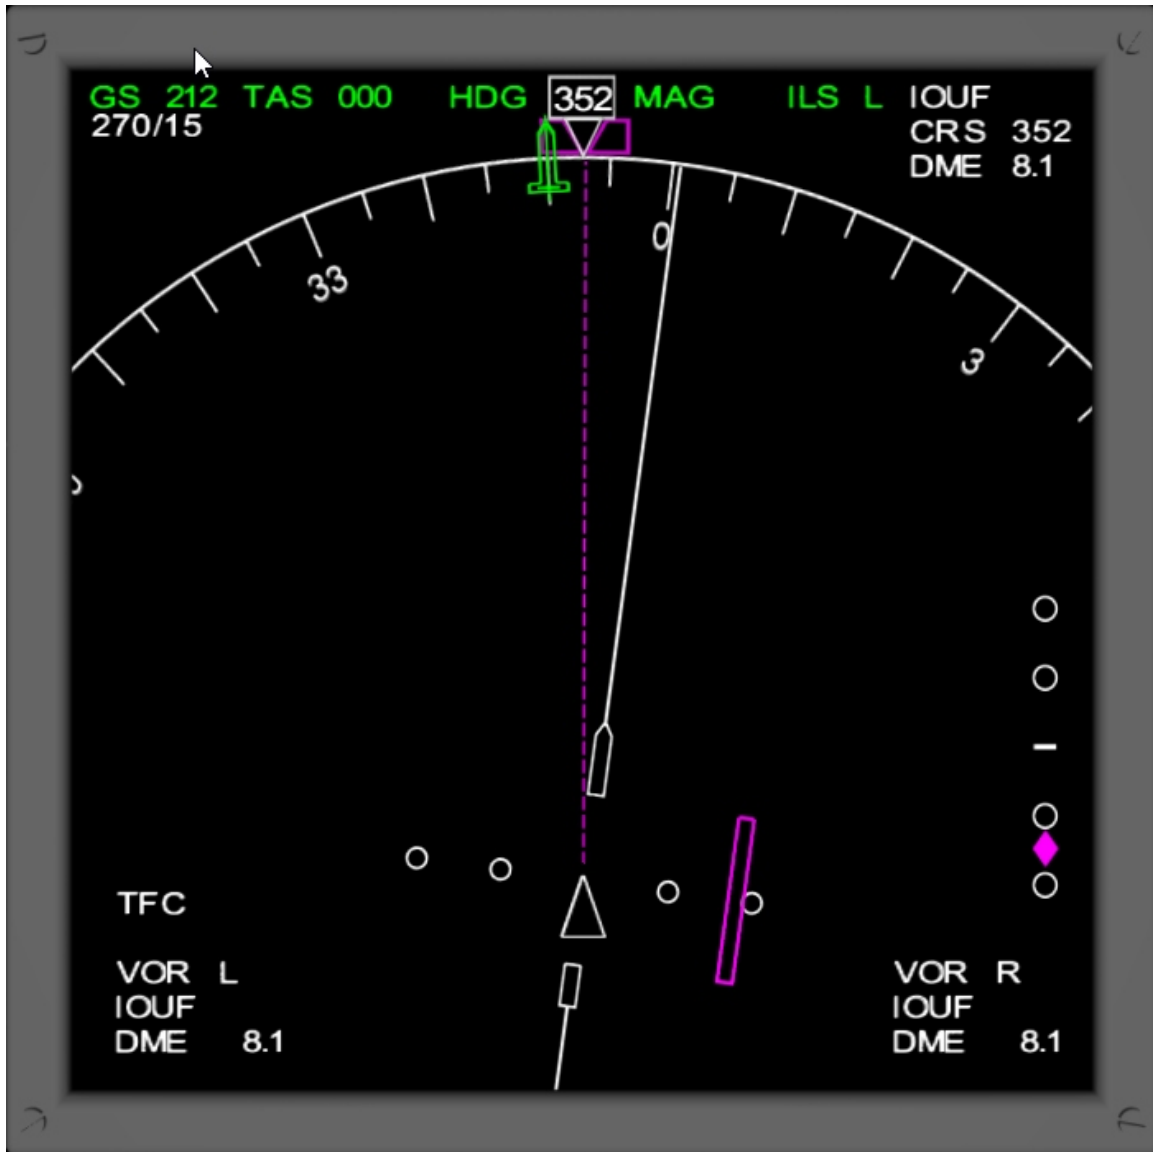 GS 212 TAS 000 HDG 352 MAG ILS L IOUF
270/15
CRS 352
DME 8.1
33
0
3
TFC
VOR L
IOUF
DME 8.1
VOR R
IOUF
DME 8.1